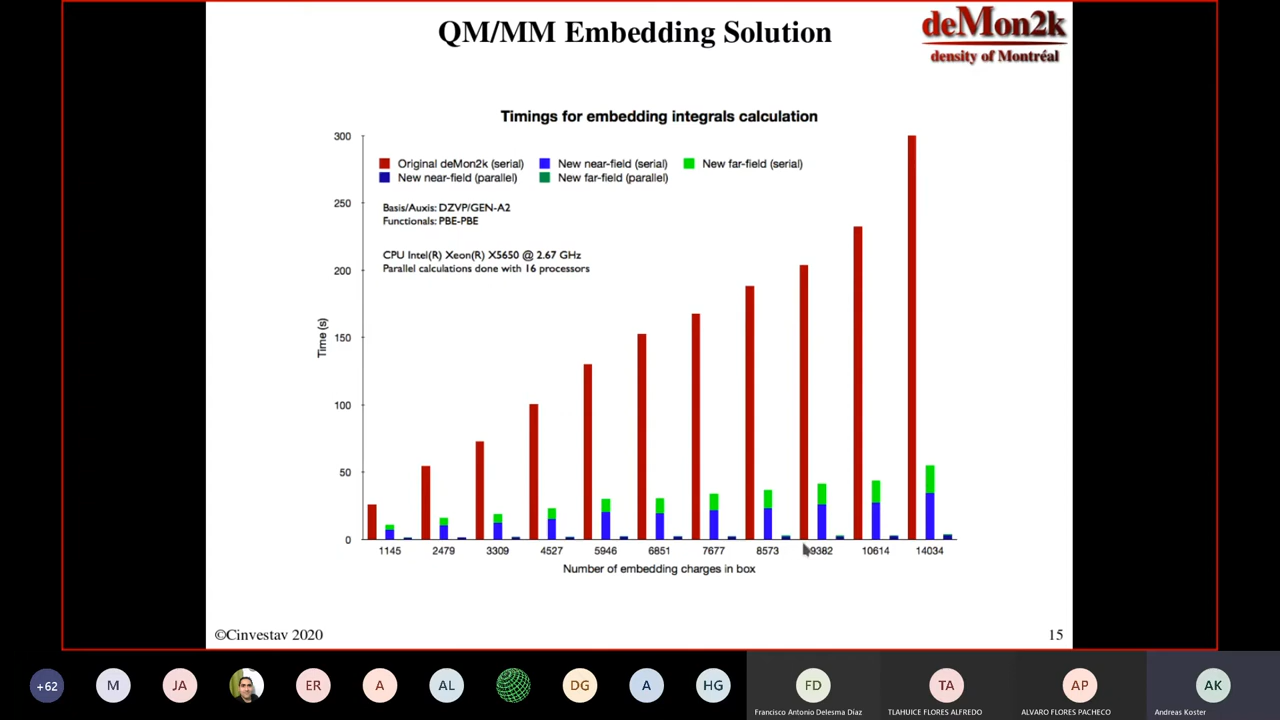 QM/MM Embedding Solution
deMon2k
density of Montréal
Timings for embedding integrals calculation
300
250
200
150
100
50
0
Time (s)
Original deMon2k (serial)
New near-field (serial)
New far-field (serial)
New near-field (parallel)
New far-field (parallel)
Basis/Auxis: DZVP/GEN-A2
Functionals: PBE-PBE
CPU Intel(R) Xeon(R) X5650 @ 2.67 GHz
Parallel calculations done with 16 processors
1145 2479 3309 4527 5946 6851 7677 8573 9382 10614 14034
Number of embedding charges in box
©Cinvestav 2020
15
+62 M JA ER A AL DG A HG FD TA AP AK
Francisco Antonio Delesma Díaz
TLAHUICE FLORES ALFREDO
ALVARO FLORES PACHECO
Andreas Koster